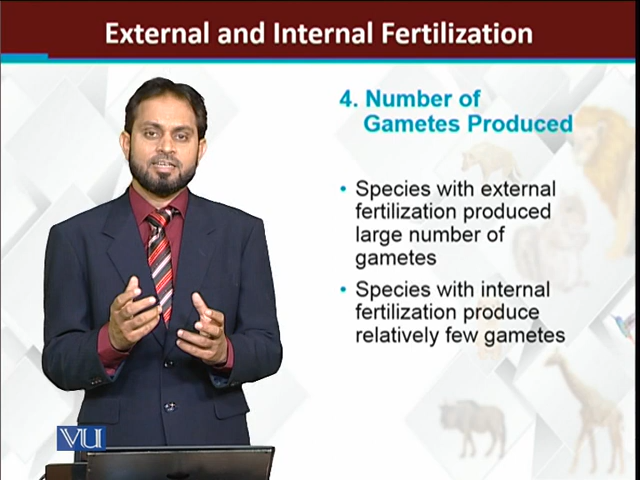 External and Internal Fertilization
4. Number of
Gametes Produced
• Species with external
fertilization produced
large number of
gametes
• Species with internal
fertilization produce
relatively few gametes
VU